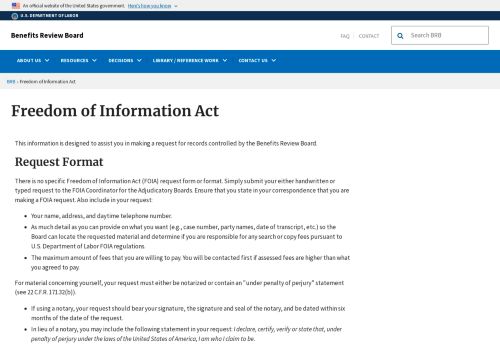 An official website of the United States government. Here's how you know
U.S. DEPARTMENT OF LABOR
Benefits Review Board
FAQ
CONTACT
Search BRB
ABOUT US
RESOURCES
DECISIONS
LIBRARY / REFERENCE WORK
CONTACT US
BRB › Freedom of Information Act
Freedom of Information Act
This information is designed to assist you in making a request for records controlled by the Benefits Review Board.
Request Format
There is no specific Freedom of Information Act (FOIA) request form or format. Simply submit your either handwritten or
typed request to the FOIA Coordinator for the Adjudicatory Boards. Ensure that you state in your correspondence that you are
making a FOIA request. Also include in your request:
• Your name, address, and daytime telephone number.
• As much detail as you can provide on what you want (e.g., case number, party names, date of transcript, etc.) so the
Board can locate the requested material and determine if you are responsible for any search or copy fees pursuant to
U.S. Department of Labor FOIA regulations.
• The maximum amount of fees that you are willing to pay. You will be contacted first if assessed fees are higher than what
you agreed to pay.
For material concerning yourself, your request must either be notarized or contain an "under penalty of perjury" statement
(see 22 C.F.R. 171.32(b)).
• If using a notary, your request should bear your signature, the signature and seal of the notary, and be dated within six
months of the date of the request.
• In lieu of a notary, you may include the following statement in your request: I declare, certify, verify or state that, under
penalty of perjury under the laws of the United States of America, I am who I claim to be.